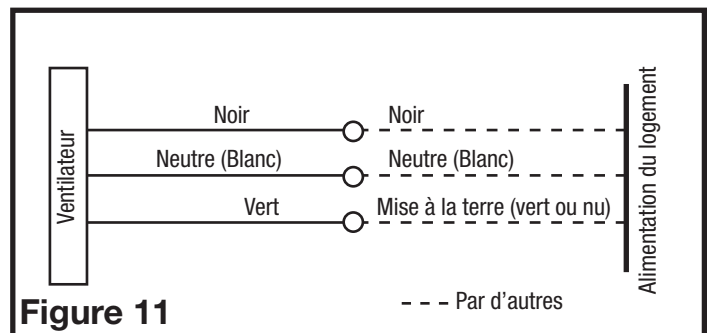 Ventilateur
Noir
Noir
Neutre (Blanc)
Neutre (Blanc)
Vert
Mise à la terre (vert ou nu)
Alimentation du logement
Par d'autres
Figure 11